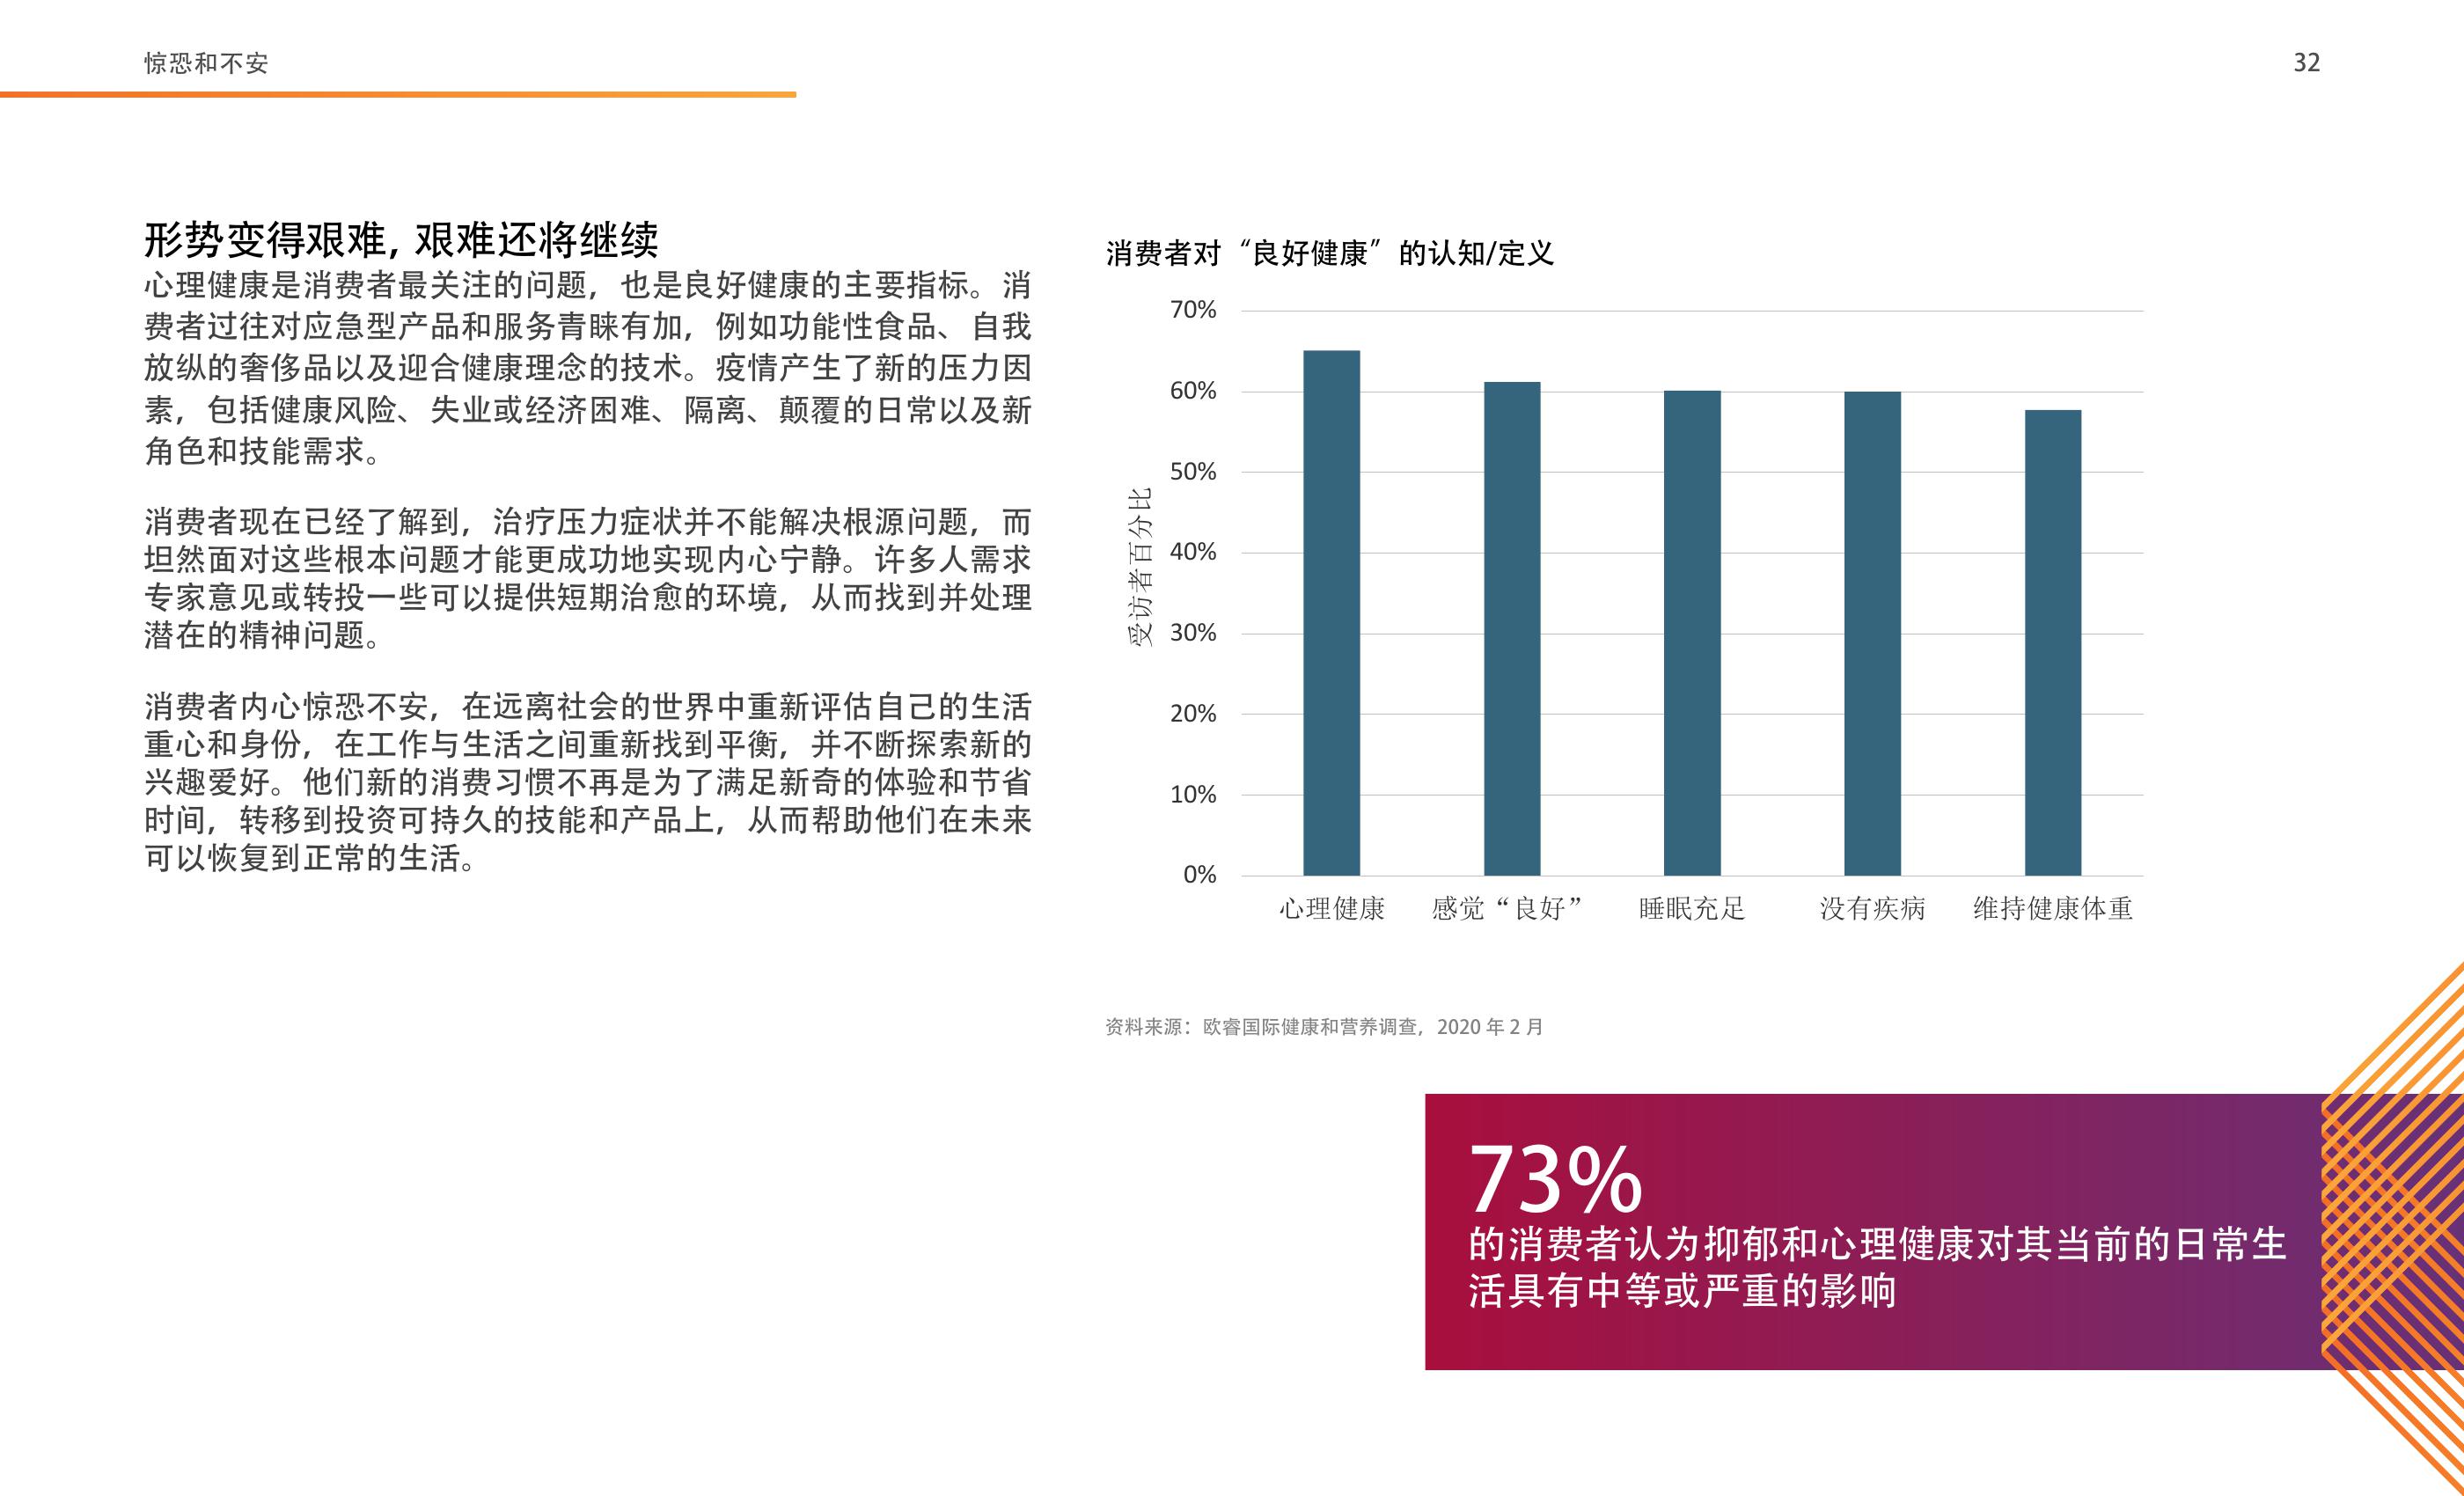 惊恐和不安
32
形势变得艰难，艰难还将继续
心理健康是消费者最关注的问题，也是良好健康的主要指标。消
费者过往对应急型产品和服务青睐有加，例如功能性食品、自我
放纵的奢侈品以及迎合健康理念的技术。疫情产生了新的压力因
素，包括健康风险、失业或经济困难、隔离、颠覆的日常以及新
角色和技能需求。
消费者现在已经了解到，治疗压力症状并不能解决根源问题，而
坦然面对这些根本问题才能更成功地实现内心宁静。许多人需求
专家意见或转投一些可以提供短期治愈的环境，从而找到并处理
潜在的精神问题。
消费者内心惊恐不安，在远离社会的世界中重新评估自己的生活
重心和身份，在工作与生活之间重新找到平衡，并不断探索新的
兴趣爱好。他们新的消费习惯不再是为了满足新奇的体验和节省
时间，转移到投资可持久的技能和产品上，从而帮助他们在未来
可以恢复到正常的生活。
消费者对“良好健康”的认知/定义
受访者百分比
70%
60%
50%
40%
30%
20%
10%
0%
心理健康 感觉“良好” 睡眠充足 没有疾病 维持健康体重
资料来源：欧睿国际健康和营养调查，2020 年 2 月
73%
的消费者认为抑郁和心理健康对其当前的日常生
活具有中等或严重的影响